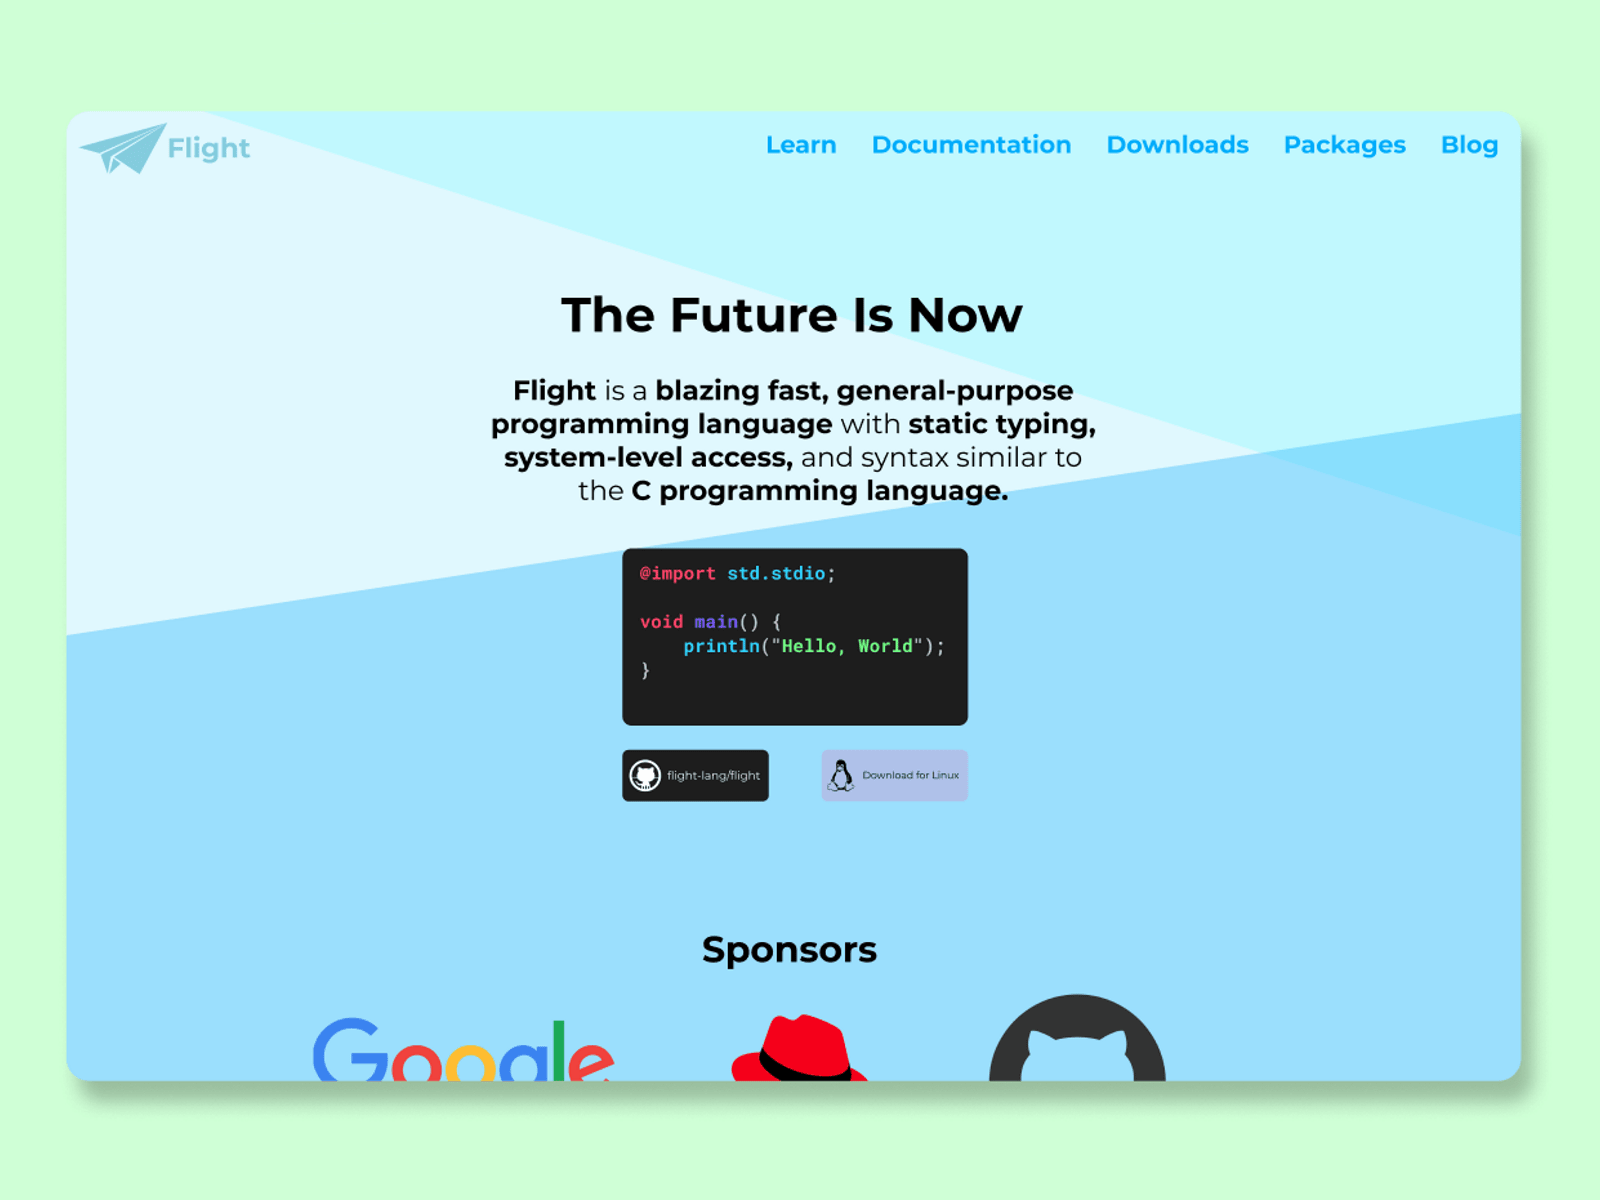 Flight
Learn Documentation Downloads Packages Blog
The Future Is Now
Flight is a blazing fast, general-purpose
programming language with static typing,
system-level access, and syntax similar to
the C programming language.
@import std.stdio;
void main() {
    println("Hello, World");
}
flight-lang/flight
Download for Linux
Sponsors
Google